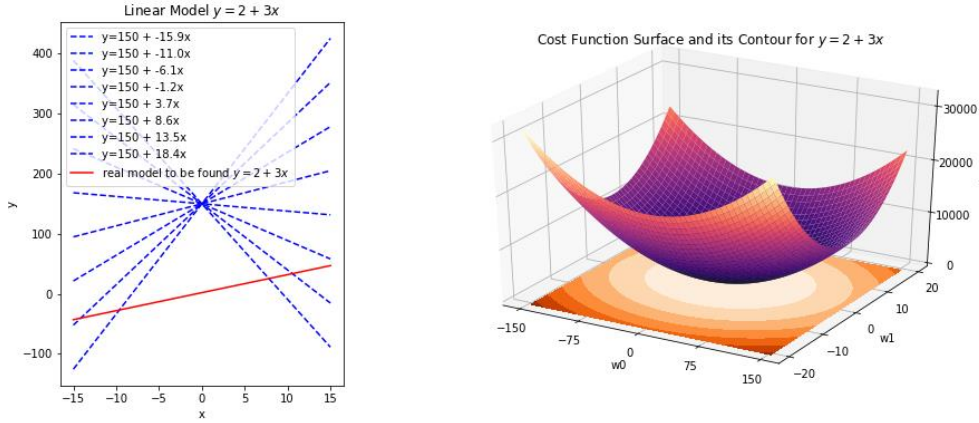 Linear Model y = 2 + 3x
y=150 + -15.9x
y=150 + -11.0x
y=150 + -6.1x
y=150 + -1.2x
y=150 + 3.7x
y=150 + 8.6x
y=150 + 13.5x
y=150 + 18.4x
real model to be found y = 2 + 3x
400
300
200
100
0
−100
y
−15
−10
−5
0
5
10
15
x
Cost Function Surface and its Contour for y = 2 + 3x
30000
20000
10000
0
−150
−75
0
75
150
w0
−20
−10
0
10
20
w1